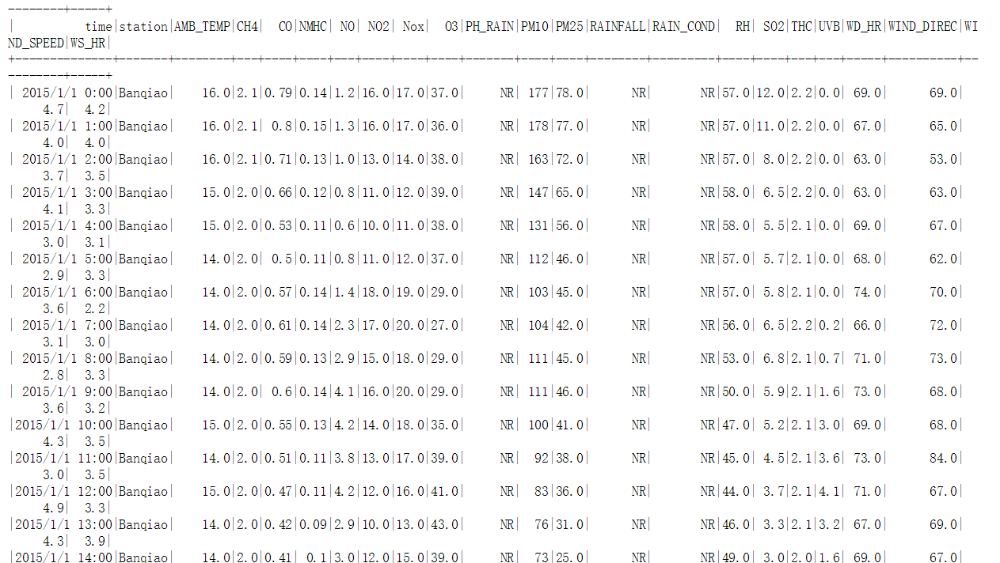 --------+-----+
|           time|station|AMB_TEMP|CH4|  CO|NMHC| NO| NO2| Nox|  O3|PH_RAIN|PM10|PM25|RAINFALL|RAIN_COND|  RH| SO2|THC|UVB|WD_HR|WIND_DIREC|WI
ND_SPEED|WS_HR|
+---------------+-------+--------+---+----+----+---+----+----+----+-------+----+----+--------+---------+----+----+---+---+-----+----------+--
--------+-----+
| 2015/1/1 0:00|Banqiao|    16.0|2.1|0.79|0.14|1.2|16.0|17.0|37.0|     NR| 177|78.0|      NR|       NR|57.0|12.0|2.2|0.0| 69.0|      69.0|
     4.7|  4.2|
| 2015/1/1 1:00|Banqiao|    16.0|2.1| 0.8|0.15|1.3|16.0|17.0|36.0|     NR| 178|77.0|      NR|       NR|57.0|11.0|2.2|0.0| 67.0|      65.0|
     4.0|  4.0|
| 2015/1/1 2:00|Banqiao|    16.0|2.1|0.71|0.13|1.0|13.0|14.0|38.0|     NR| 163|72.0|      NR|       NR|57.0| 8.0|2.2|0.0| 63.0|      53.0|
     3.7|  3.5|
| 2015/1/1 3:00|Banqiao|    15.0|2.0|0.66|0.12|0.8|11.0|12.0|39.0|     NR| 147|65.0|      NR|       NR|58.0| 6.5|2.2|0.0| 63.0|      63.0|
     4.1|  3.3|
| 2015/1/1 4:00|Banqiao|    15.0|2.0|0.53|0.11|0.6|10.0|11.0|38.0|     NR| 131|56.0|      NR|       NR|58.0| 5.5|2.1|0.0| 69.0|      67.0|
     3.0|  3.1|
| 2015/1/1 5:00|Banqiao|    14.0|2.0| 0.5|0.11|0.8|11.0|12.0|37.0|     NR| 112|46.0|      NR|       NR|57.0| 5.7|2.1|0.0| 68.0|      62.0|
     2.9|  3.3|
| 2015/1/1 6:00|Banqiao|    14.0|2.0|0.57|0.14|1.4|18.0|19.0|29.0|     NR| 103|45.0|      NR|       NR|57.0| 5.8|2.1|0.0| 74.0|      70.0|
     3.6|  2.2|
| 2015/1/1 7:00|Banqiao|    14.0|2.0|0.61|0.14|2.3|17.0|20.0|27.0|     NR| 104|42.0|      NR|       NR|56.0| 6.5|2.2|0.2| 66.0|      72.0|
     3.1|  3.0|
| 2015/1/1 8:00|Banqiao|    14.0|2.0|0.59|0.13|2.9|15.0|18.0|29.0|     NR| 111|45.0|      NR|       NR|53.0| 6.8|2.1|0.7| 71.0|      73.0|
     2.8|  3.3|
| 2015/1/1 9:00|Banqiao|    14.0|2.0| 0.6|0.14|4.1|16.0|20.0|29.0|     NR| 111|46.0|      NR|       NR|50.0| 5.9|2.1|1.6| 73.0|      68.0|
     3.6|  3.2|
|2015/1/1 10:00|Banqiao|    15.0|2.0|0.55|0.13|4.2|14.0|18.0|35.0|     NR| 100|41.0|      NR|       NR|47.0| 5.2|2.1|3.0| 69.0|      68.0|
     4.3|  3.5|
|2015/1/1 11:00|Banqiao|    14.0|2.0|0.51|0.11|3.8|13.0|17.0|39.0|     NR|  92|38.0|      NR|       NR|45.0| 4.5|2.1|3.6| 73.0|      84.0|
     3.0|  3.5|
|2015/1/1 12:00|Banqiao|    15.0|2.0|0.47|0.11|4.2|12.0|16.0|41.0|     NR|  83|36.0|      NR|       NR|44.0| 3.7|2.1|4.1| 71.0|      67.0|
     4.9|  3.3|
|2015/1/1 13:00|Banqiao|    14.0|2.0|0.42|0.09|2.9|10.0|13.0|43.0|     NR|  76|31.0|      NR|       NR|46.0| 3.3|2.1|3.2| 67.0|      69.0|
     4.3|  3.9|
|2015/1/1 14:00|Banqiao|    14.0|2.0|0.41| 0.1|3.0|12.0|15.0|39.0|     NR|  73|25.0|      NR|       NR|49.0| 3.0|2.0|1.6| 69.0|      67.0|